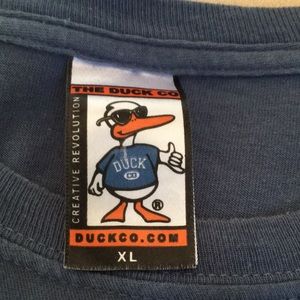 THE DUCK CO
CREATIVE REVOLUTION
DUCK
CO
®
DUCKCO.COM
XL